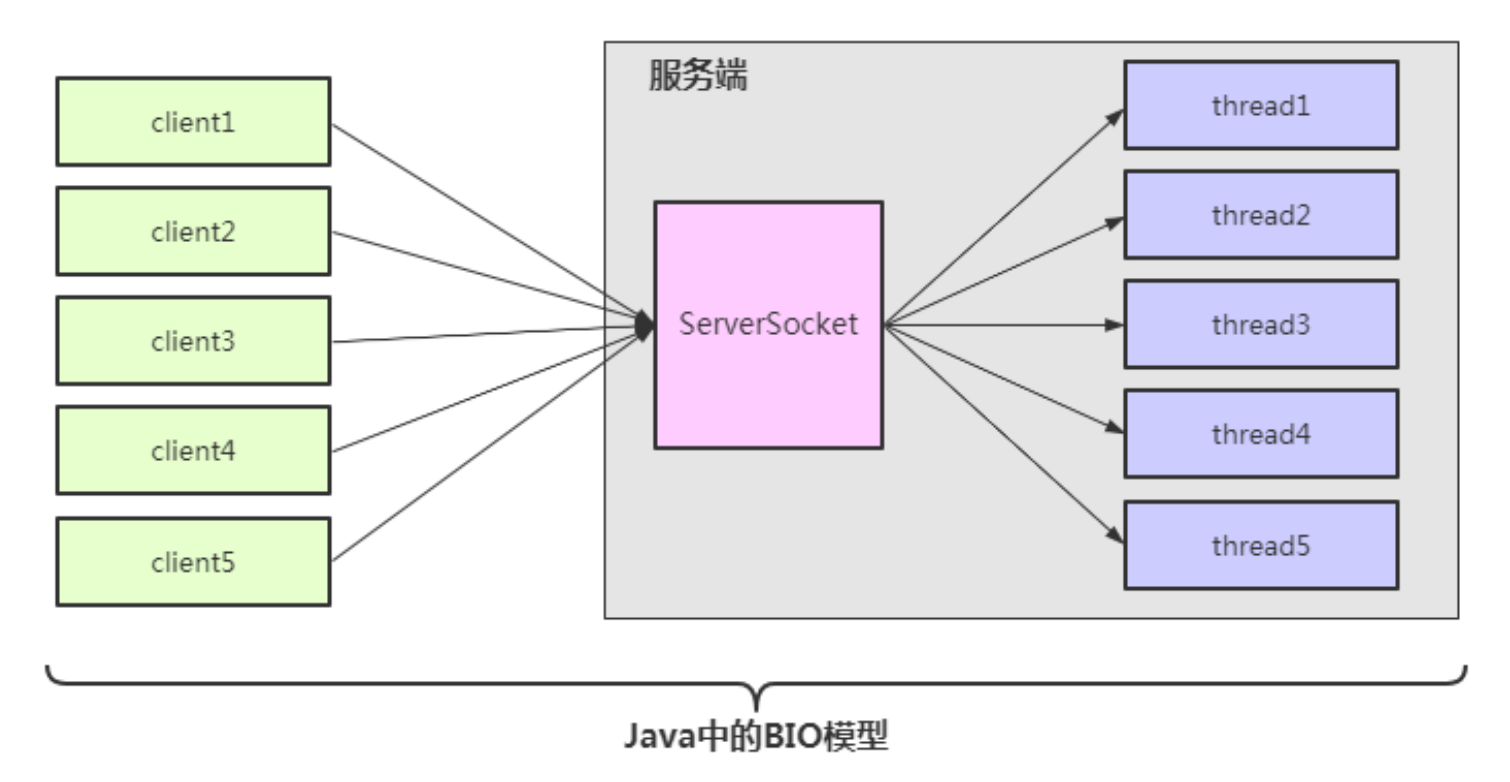 服务端
client1
client2
client3
client4
client5
ServerSocket
thread1
thread2
thread3
thread4
thread5
Java中的BIO模型